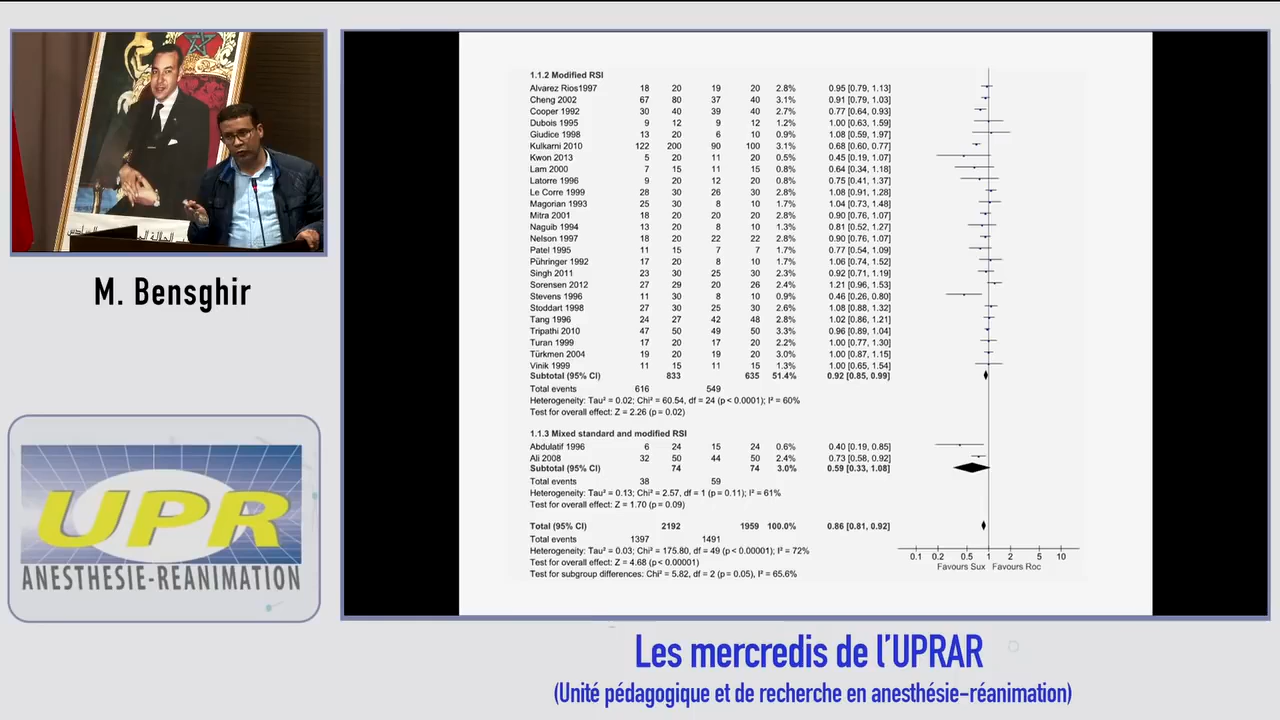 M. Bensghir
UPR
ANESTHÉSIE-RÉANIMATION
1.1.2 Modified RSI
Alvarez Rios1997 18 20 19 20 2.8% 0.95 [0.79, 1.13]
Cheng 2002 67 80 37 40 3.1% 0.91 [0.79, 1.03]
Cooper 1992 30 40 39 40 2.7% 0.77 [0.64, 0.93]
Dubois 1995 9 12 9 12 1.2% 1.00 [0.63, 1.59]
Giudice 1998 13 20 6 10 0.9% 1.08 [0.59, 1.97]
Kulkarni 2010 122 200 90 100 3.1% 0.68 [0.60, 0.77]
Kwon 2013 5 20 11 20 0.5% 0.45 [0.19, 1.07]
Lam 2000 7 15 11 15 0.9% 0.64 [0.34, 1.18]
Latorre 1996 9 20 12 20 0.9% 0.75 [0.41, 1.37]
Le Corre 1999 28 30 26 30 2.8% 1.08 [0.91, 1.28]
Magorian 1993 25 30 8 10 1.7% 1.04 [0.73, 1.48]
Mitra 2001 18 20 20 20 2.8% 0.90 [0.76, 1.07]
Naguib 1994 13 20 8 10 1.2% 0.81 [0.52, 1.27]
Nelson 1997 18 20 22 22 2.8% 0.90 [0.76, 1.07]
Patel 1995 11 15 7 7 1.7% 0.77 [0.54, 1.09]
Pühringer 1992 17 20 8 10 1.6% 1.06 [0.74, 1.52]
Singh 2011 23 30 25 30 2.2% 0.92 [0.71, 1.19]
Sorensen 2012 27 29 20 26 2.4% 1.21 [0.96, 1.53]
Stevens 1996 11 30 8 10 0.9% 0.46 [0.26, 0.80]
Stoddart 1998 27 30 25 30 2.6% 1.08 [0.88, 1.32]
Tang 1996 24 27 42 48 2.8% 1.02 [0.86, 1.21]
Tripathi 2010 47 50 49 50 3.3% 0.96 [0.89, 1.04]
Turan 1999 17 20 17 20 2.2% 1.00 [0.77, 1.30]
Türkmen 2004 19 20 19 20 3.0% 1.00 [0.87, 1.15]
Vinik 1999 11 15 11 15 1.3% 1.00 [0.65, 1.54]
Subtotal (95% CI) 833 635 51.4% 0.92 [0.85, 0.99]
Total events 616 549
Heterogeneity: Tau² = 0.02; Chi² = 60.54, df = 24 (p < 0.0001); I² = 60%
Test for overall effect: Z = 2.26 (p = 0.02)
1.1.3 Mixed standard and modified RSI
Abdulatif 1996 6 24 15 24 0.6% 0.40 [0.19, 0.85]
Ali 2008 32 50 44 50 2.4% 0.73 [0.58, 0.92]
Subtotal (95% CI) 74 74 3.0% 0.59 [0.33, 1.08]
Total events 38 59
Heterogeneity: Tau² = 0.13; Chi² = 2.57, df = 1 (p = 0.11); I² = 61%
Test for overall effect: Z = 1.70 (p = 0.09)
Total (95% CI) 2192 1959 100.0% 0.86 [0.81, 0.92]
Total events 1397 1491
Heterogeneity: Tau² = 0.03; Chi² = 175.80, df = 49 (p < 0.00001); I² = 72%
Test for overall effect: Z = 4.68 (p < 0.00001)
Test for subgroup differences: Chi² = 5.82, df = 2 (p = 0.05), I² = 65.6%
0.1 0.2 0.5 1 2 5 10
Favours Sux Favours Roc
Les mercredis de l'UPRAR
(Unité pédagogique et de recherche en anesthésie-réanimation)